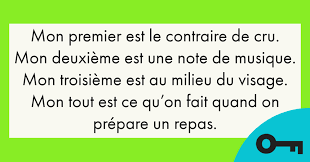 Mon premier est le contraire de cru.
Mon deuxième est une note de musique.
Mon troisième est au milieu du visage.
Mon tout est ce qu'on fait quand on
prépare un repas.